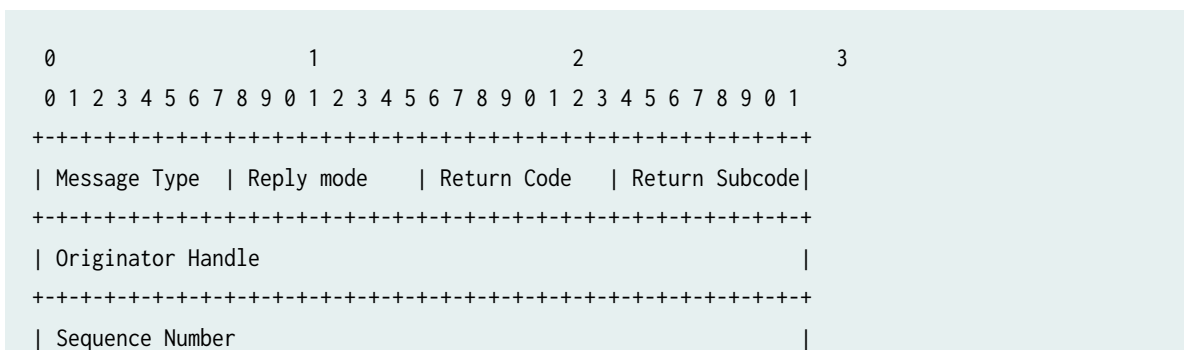 0                   1                   2                   3
0 1 2 3 4 5 6 7 8 9 0 1 2 3 4 5 6 7 8 9 0 1 2 3 4 5 6 7 8 9 0 1
+-+-+-+-+-+-+-+-+-+-+-+-+-+-+-+-+-+-+-+-+-+-+-+-+-+-+-+-+-+-+-+-+
| Message Type  | Reply mode    | Return Code   | Return Subcode|
+-+-+-+-+-+-+-+-+-+-+-+-+-+-+-+-+-+-+-+-+-+-+-+-+-+-+-+-+-+-+-+-+
| Originator Handle                                             |
+-+-+-+-+-+-+-+-+-+-+-+-+-+-+-+-+-+-+-+-+-+-+-+-+-+-+-+-+-+-+-+-+
| Sequence Number                                               |